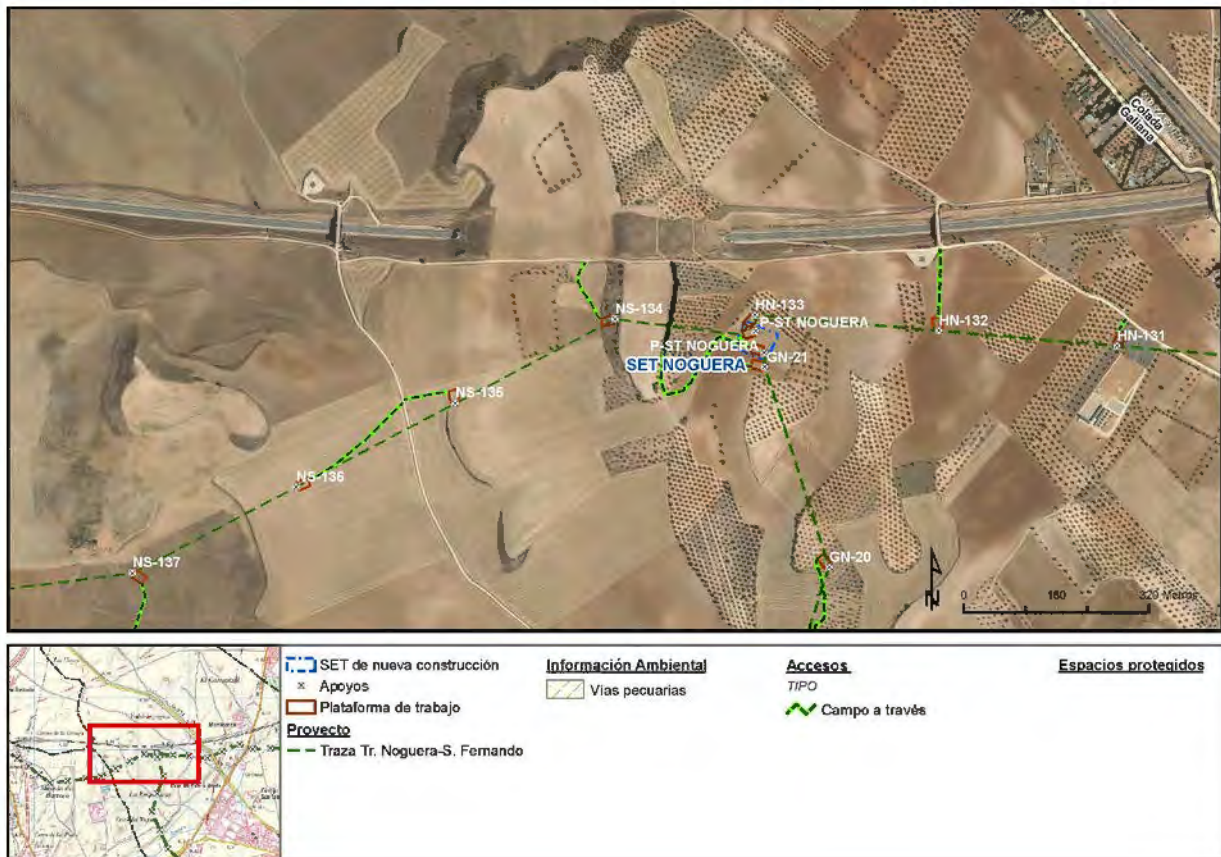 Colada
Galiana
HN-133
NS-134
P-ST NOGUERA
HN-132
P-ST NOGUERA
HN-131
SET NOGUERA
GN-21
NS-135
NS-136
GN-20
NS-137
N
0 160 320 Metros
SET de nueva construcción
Apoyos
Plataforma de trabajo
Proyecto
Traza Tr. Noguera-S. Fernando
Información Ambiental
Vías pecuarias
Accesos
TIPO
Campo a través
Espacios protegidos